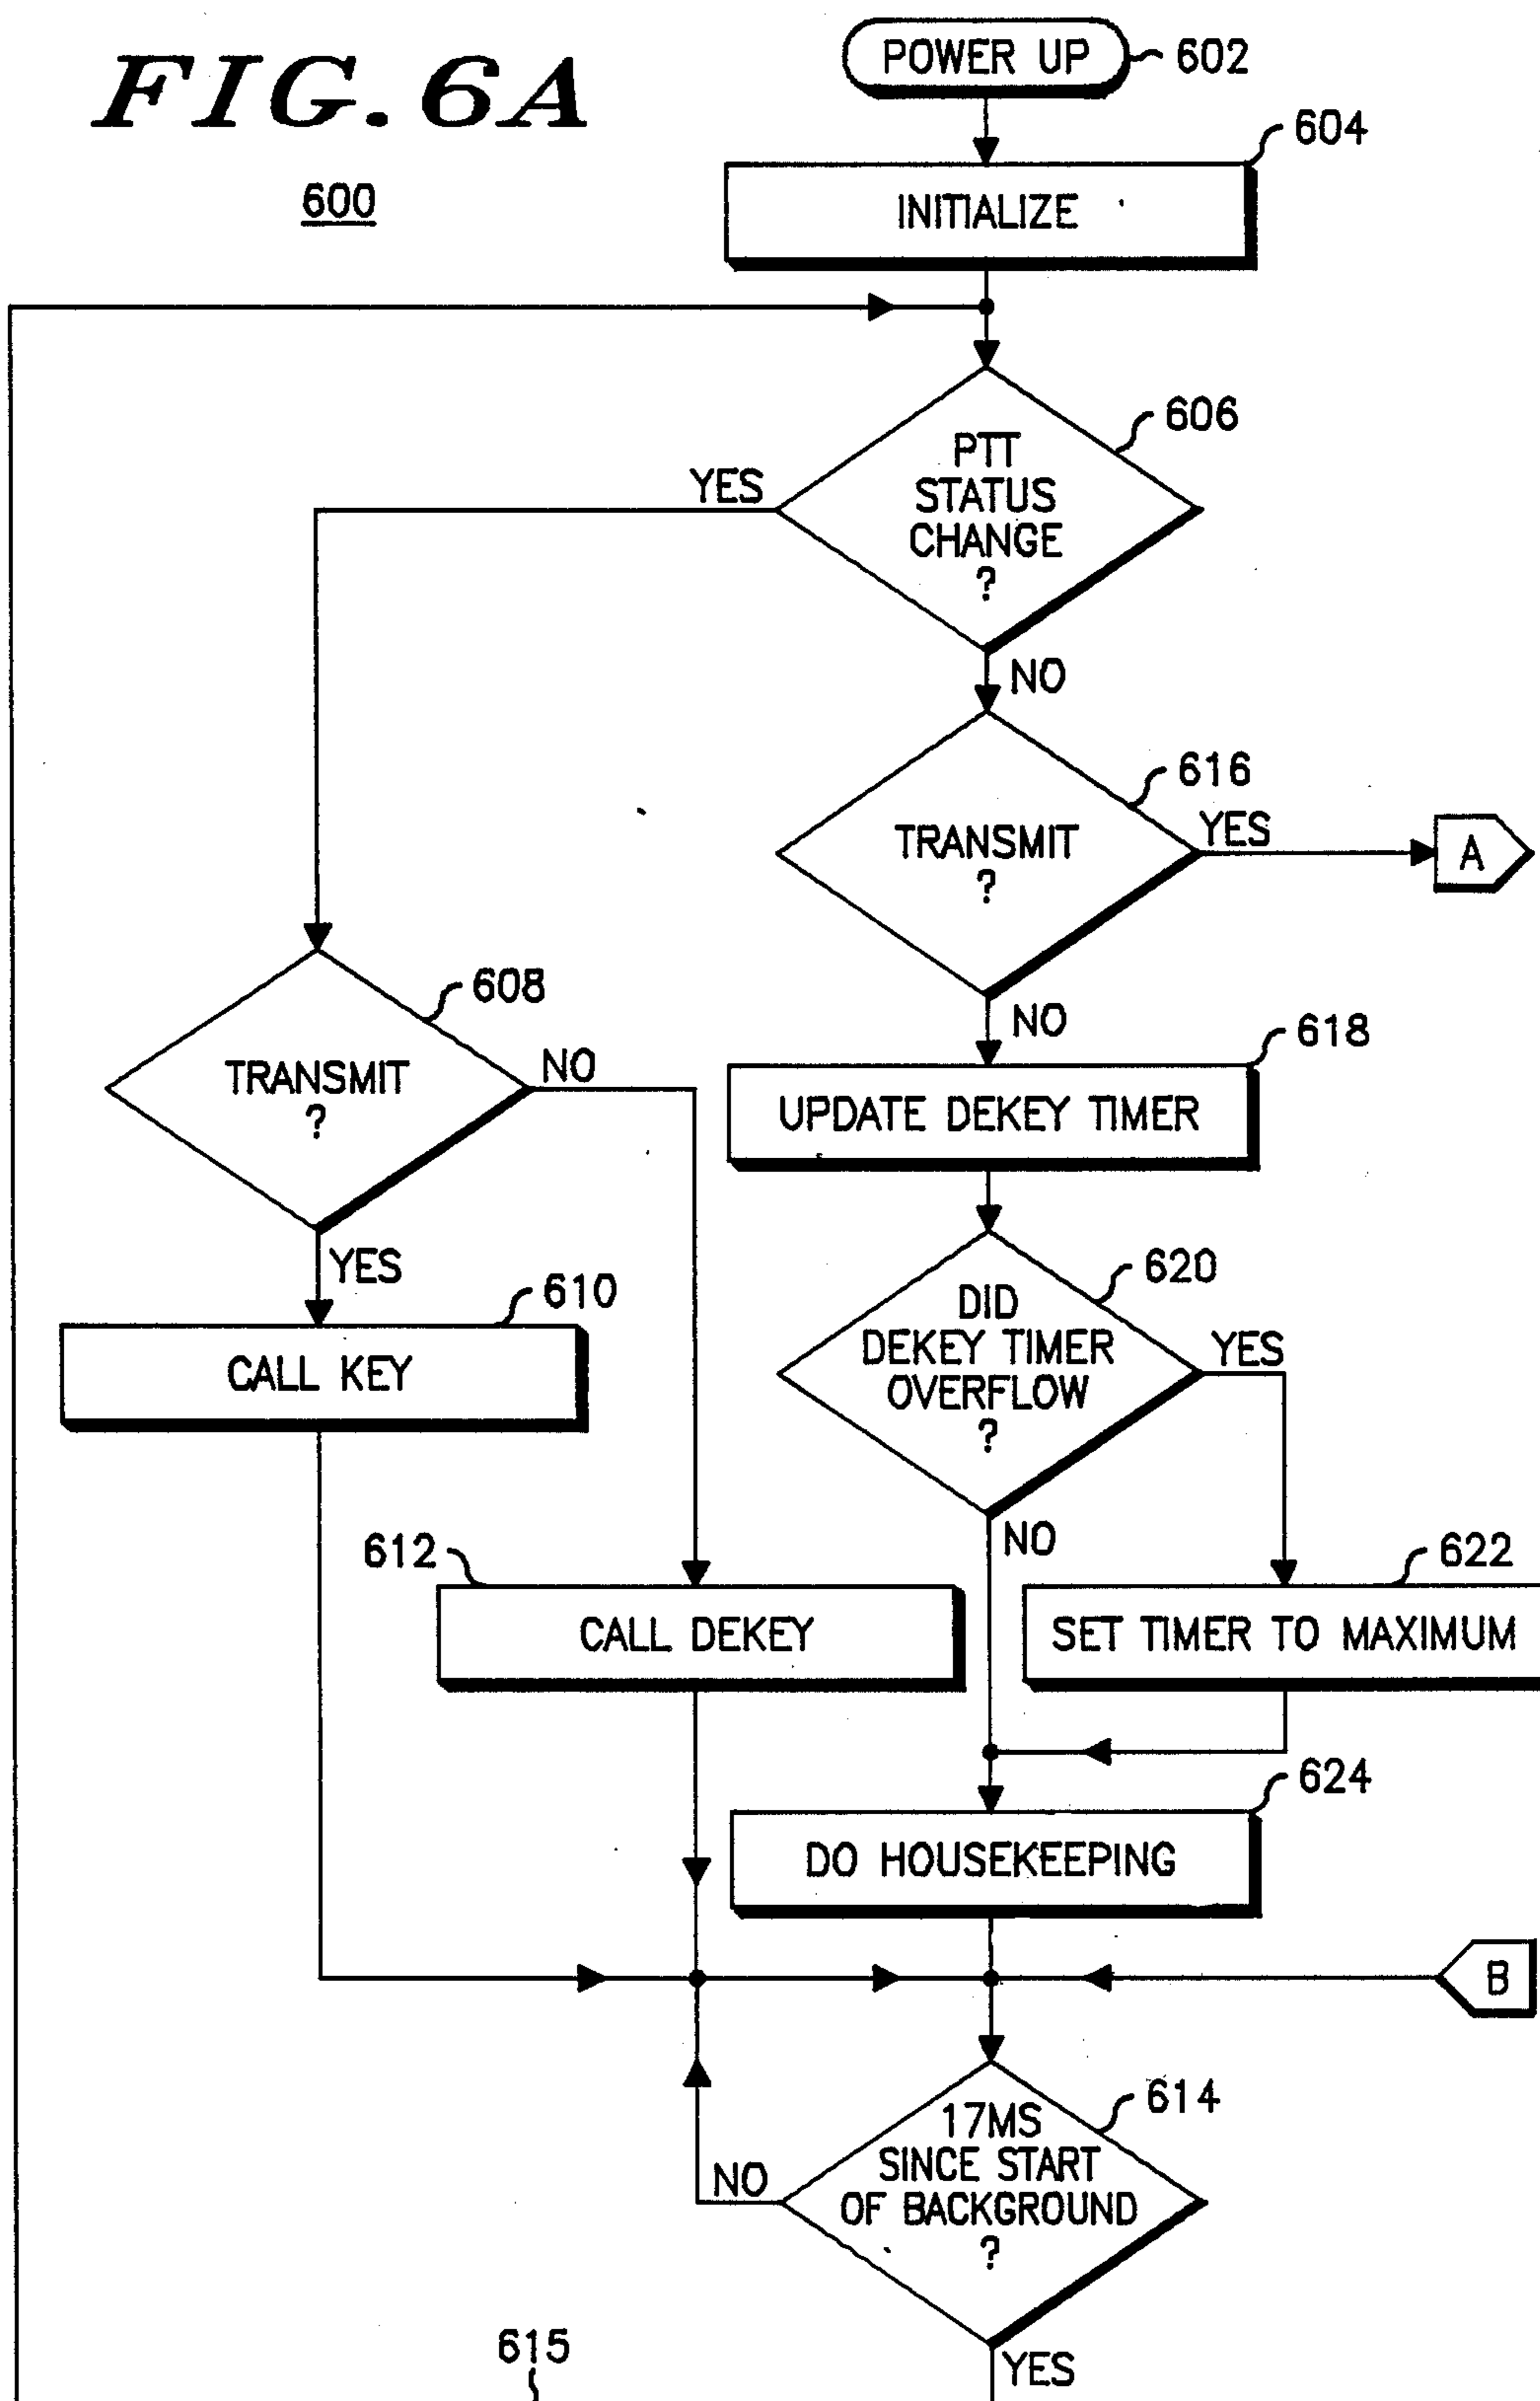 FIG. 6A
600
POWER UP
602
604
INITIALIZE
606
PTT
STATUS
CHANGE
?
YES
NO
616
TRANSMIT
?
YES
A
NO
608
TRANSMIT
?
NO
YES
618
UPDATE DEKEY TIMER
610
CALL KEY
620
DID
DEKEY TIMER
OVERFLOW
?
YES
NO
612
CALL DEKEY
622
SET TIMER TO MAXIMUM
624
DO HOUSEKEEPING
B
614
17MS
SINCE START
OF BACKGROUND
?
NO
YES
615